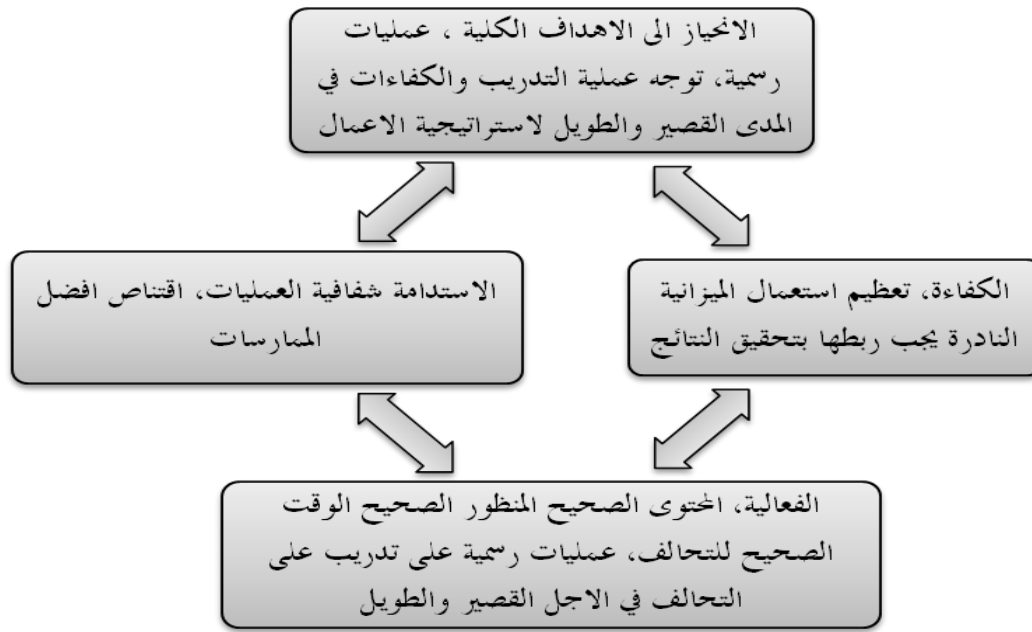 الانحياز الى الاهداف الكلية ، عمليات
رسمية، توجه عملية التدريب والكفاءات في
المدى القصير والطويل لاستراتيجية الاعمال
الكفاءة، تعظيم استعمال الميزانية
النادرة يجب ربطها بتحقيق النتائج
الاستدامة شفافية العمليات، اقتناص افضل
الممارسات
الفعالية، المحتوى الصحيح المنظور الصحيح الوقت
الصحيح للتحالف، عمليات رسمية على تدريب على
التحالف في الاجل القصير والطويل